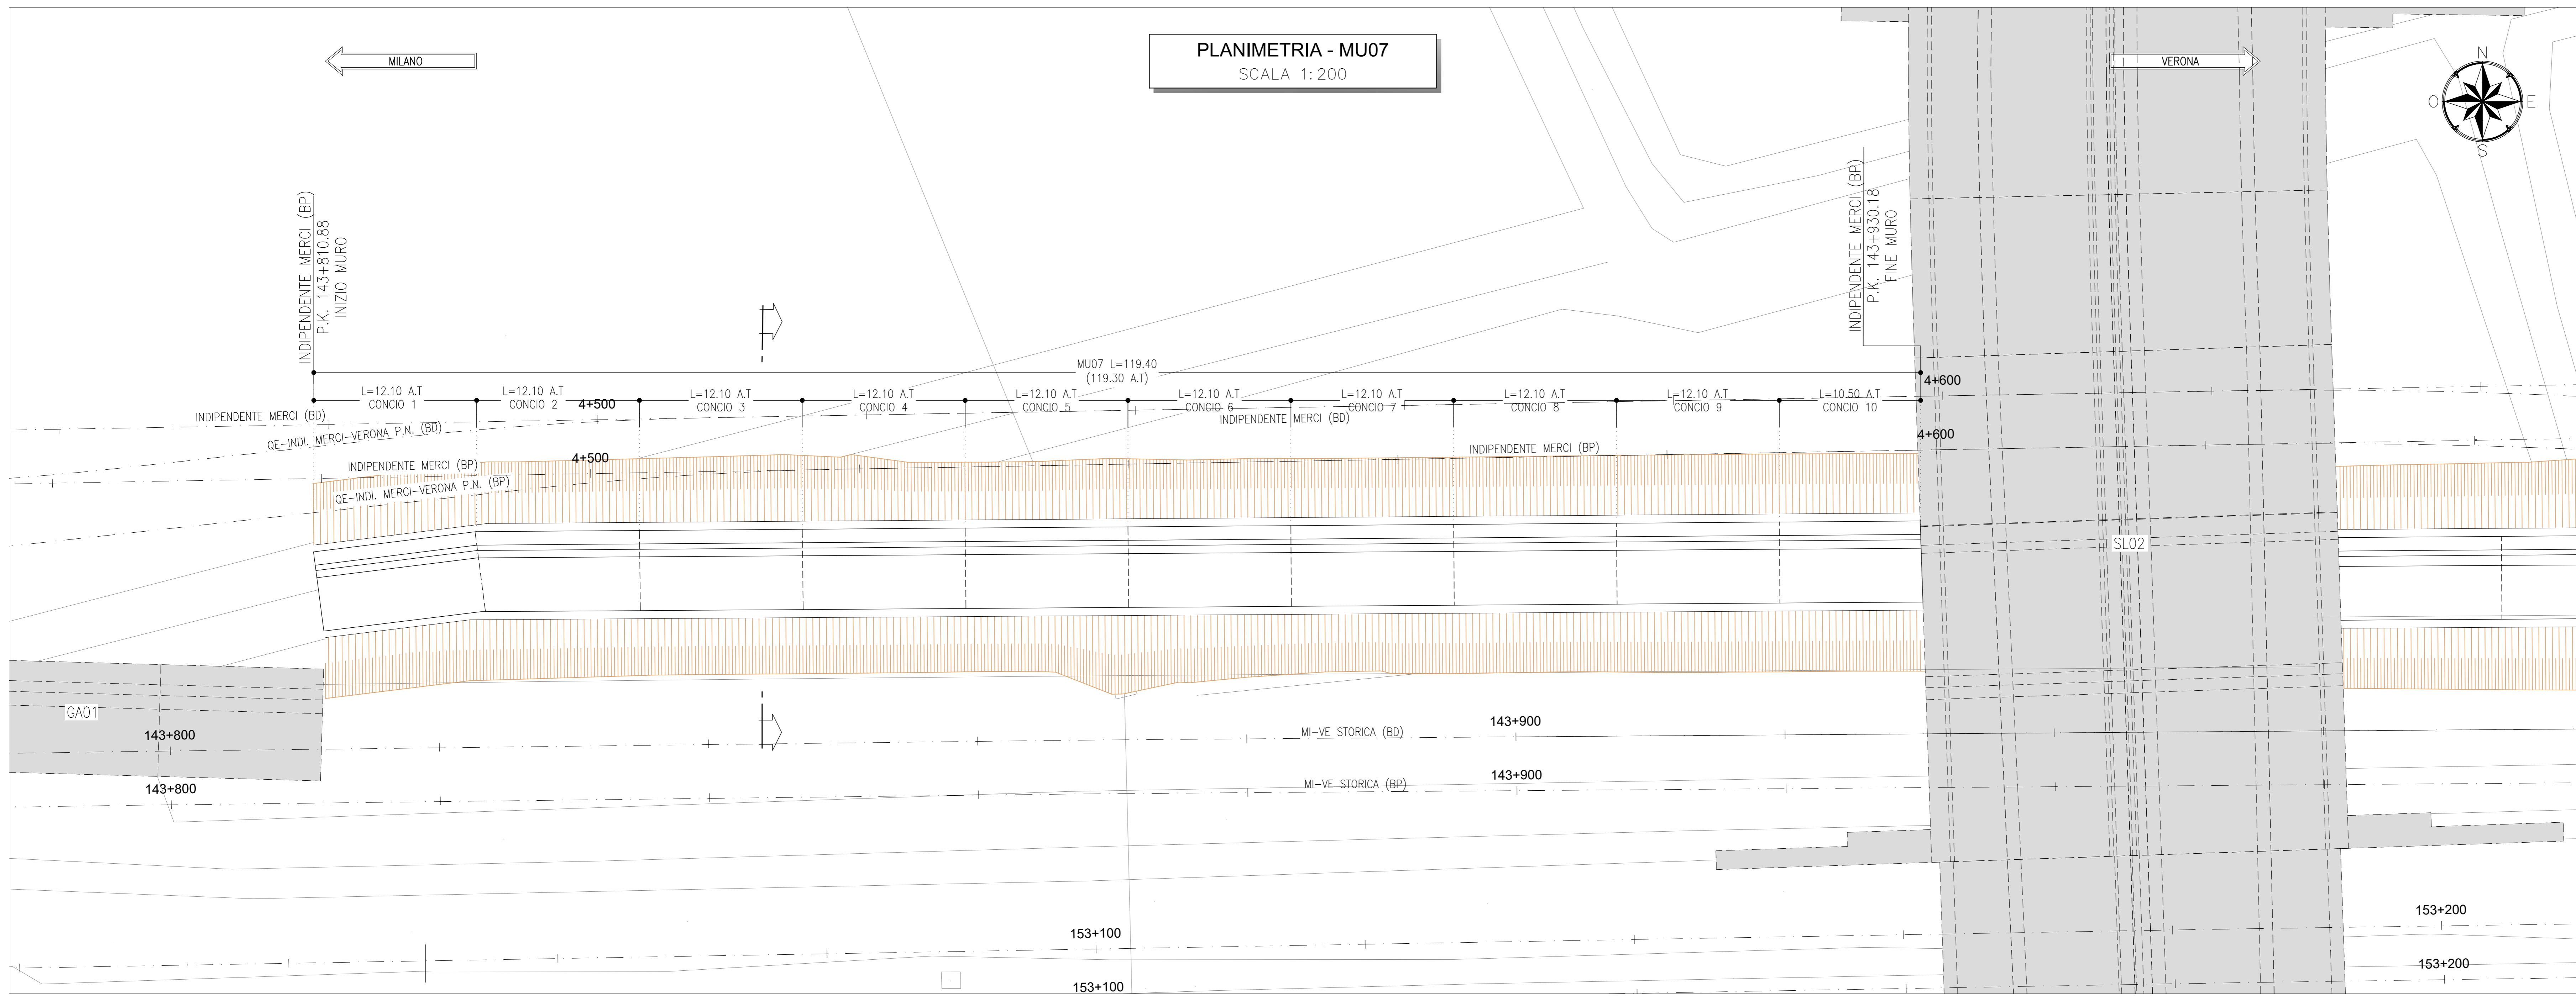 PLANIMETRIA - MU07
SCALA 1:200
MILANO
VERONA
N
O
E
S
INDIPENDENTE MERCI (BP)
P.K. 143+810.88
INIZIO MURO
INDIPENDENTE MERCI (BP)
P.K. 143+930.18
FINE MURO
MU07 L=119.40
(119.30 A.T)
L=12.10 A.T
CONCIO 1
L=12.10 A.T
CONCIO 2
L=12.10 A.T
CONCIO 3
L=12.10 A.T
CONCIO 4
L=12.10 A.T
CONCIO 5
L=12.10 A.T
CONCIO 6
L=12.10 A.T
CONCIO 7
L=12.10 A.T
CONCIO 8
L=12.10 A.T
CONCIO 9
L=10.50 A.T
CONCIO 10
4+600
4+500
INDIPENDENTE MERCI (BD)
INDIPENDENTE MERCI (BD)
QE-INDI. MERCI-VERONA P.N. (BD)
4+600
4+500
INDIPENDENTE MERCI (BP)
INDIPENDENTE MERCI (BP)
QE-INDI. MERCI-VERONA P.N. (BP)
SL02
GA01
143+800
MI-VE STORICA (BD)
143+900
143+800
MI-VE STORICA (BP)
143+900
153+100
153+200
153+100
153+200